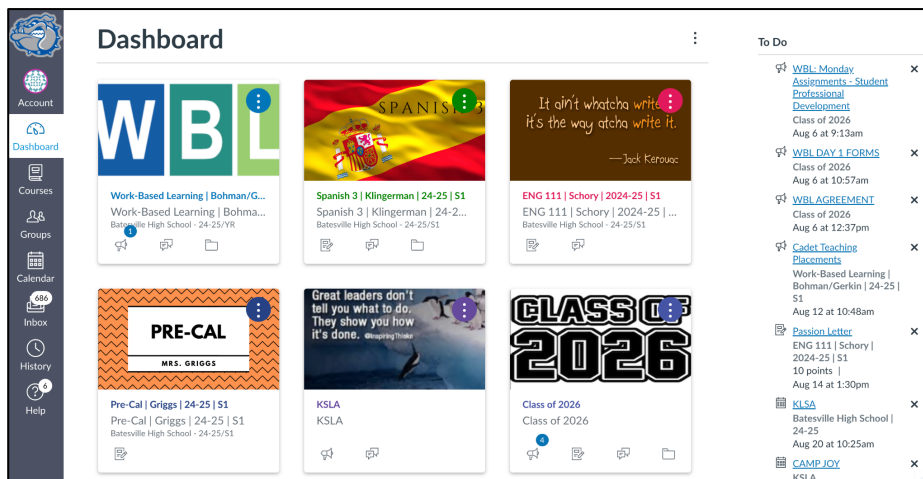 Dashboard
Account
Dashboard
Courses
Groups
Calendar
686
Inbox
History
6
Help
WBL
Work-Based Learning | Bohman/G...
Work-Based Learning | Bohma...
Batesville High School - 24-25/YR
1
SPANISH 3
Spanish 3 | Klingerman | 24-25 | S1
Spanish 3 | Klingerman | 24-2...
Batesville High School - 24-25/S1
It ain't whatcha write,
it's the way atcha write it.
—Jack Kerouac
ENG 111 | Schory | 2024-25 | S1
ENG 111 | Schory | 2024-25 | ...
Batesville High School - 24-25/S1
PRE-CAL
MRS. GRIGGS
Pre-Cal | Griggs | 24-25 | S1
Pre-Cal | Griggs | 24-25 | S1
Batesville High School - 24-25/S1
Great leaders don't
tell you what to do.
They show you how
it's done. @InspiringThinkn
KSLA
KSLA
CLASS OF
2026
Class of 2026
Class of 2026
4
To Do
WBL: Monday
Assignments - Student
Professional
Development
Class of 2026
Aug 6 at 9:13am
WBL DAY 1 FORMS
Class of 2026
Aug 6 at 10:57am
WBL AGREEMENT
Class of 2026
Aug 6 at 12:37pm
Cadet Teaching
Placements
Work-Based Learning |
Bohman/Gerkin | 24-25 |
S1
Aug 12 at 10:48am
Passion Letter
ENG 111 | Schory |
2024-25 | S1
10 points |
Aug 14 at 1:30pm
KLSA
Batesville High School |
24-25
Aug 20 at 10:25am
CAMP JOY
KSLA